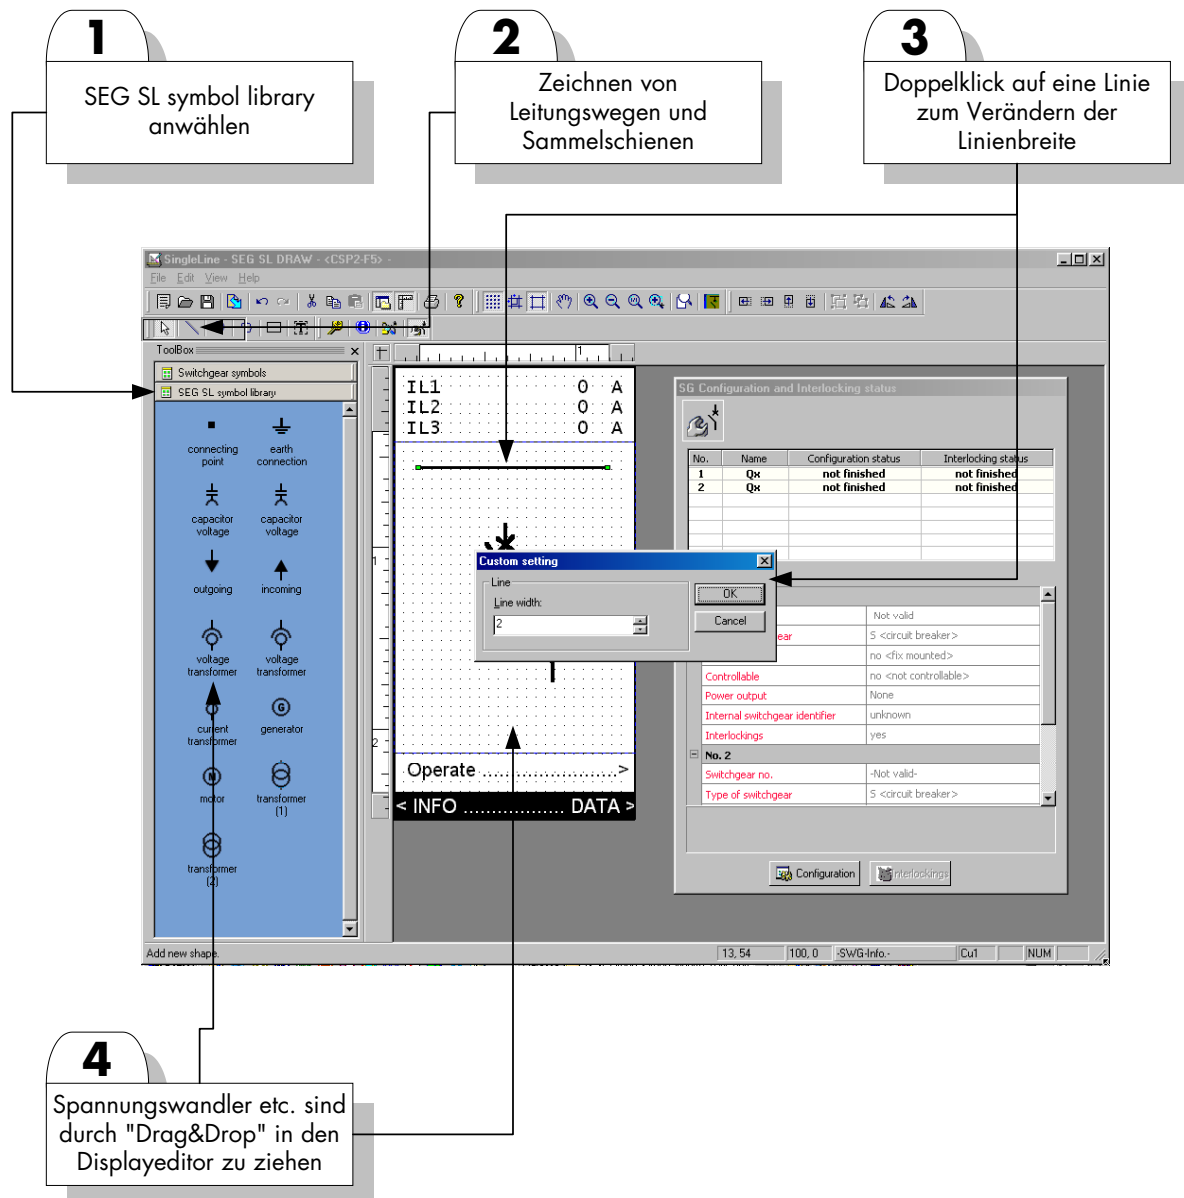 1
SEG SL symbol library
anwählen
2
Zeichnen von
Leitungswegen und
Sammelschienen
3
Doppelklick auf eine Linie
zum Verändern der
Linienbreite
SingleLine - SEG SL DRAW - <CSP2-F5> -
File Edit View Help
ToolBox
Switchgear symbols
SEG SL symbol library
connecting point
earth connection
capacitor voltage
capacitor voltage
outgoing
incoming
voltage transformer
voltage transformer
current transformer
generator
motor
transformer (1)
transformer (2)
1
1
2
IL1 0 A
IL2 0 A
IL3 0 A
Operate ..................>
< INFO ................. DATA >
Custom setting
Line
Line width:
2
OK
Cancel
SG Configuration and Interlocking status
No. Name Configuration status Interlocking status
1 Qx not finished not finished
2 Qx not finished not finished
Not valid
ear S <circuit breaker>
no <fix mounted>
Controllable no <not controllable>
Power output None
Internal switchgear identifier unknown
Interlockings yes
No. 2
Switchgear no. -Not valid-
Type of switchgear S <circuit breaker>
Configuration
Interlockings
Add new shape.
13, 54 100, 0 -SWG-Info.- Cu1 NUM
4
Spannungswandler etc. sind
durch "Drag&Drop" in den
Displayeditor zu ziehen